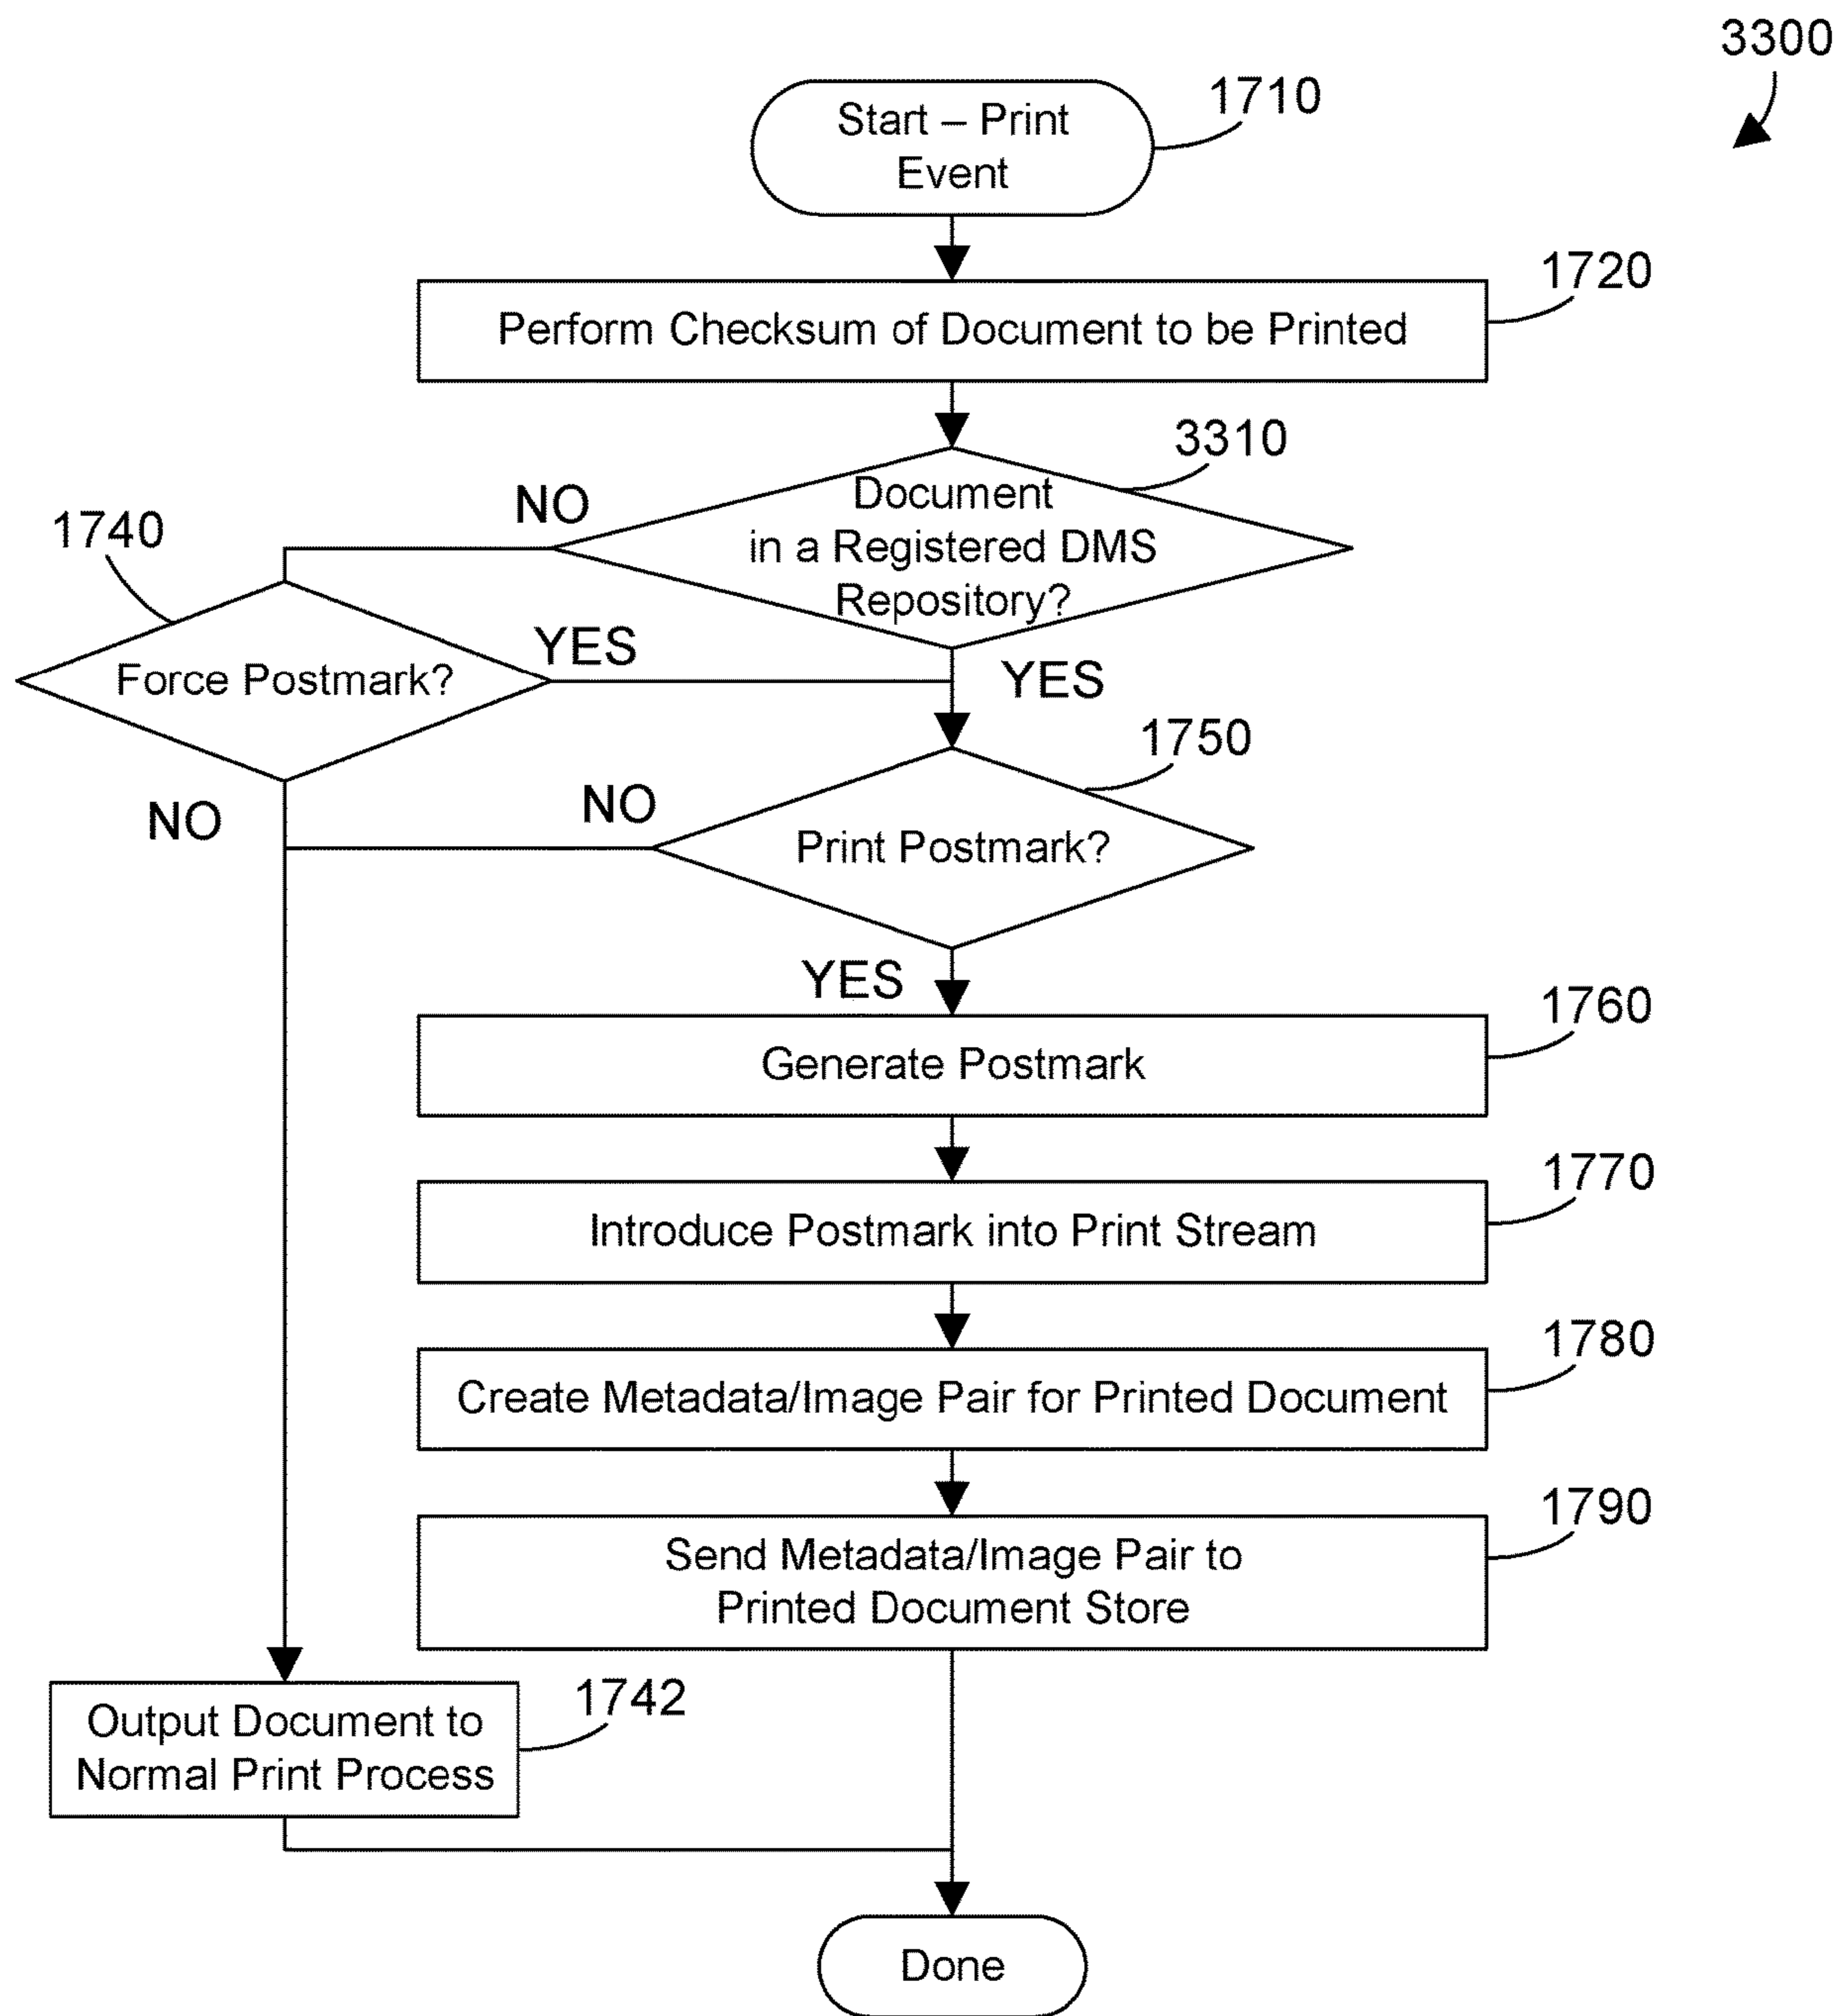 3300
Start – Print
Event
1710
Perform Checksum of Document to be Printed
1720
Document
in a Registered DMS
Repository?
3310
NO
1740
Force Postmark?
YES
YES
1750
NO
NO
Print Postmark?
YES
Generate Postmark
1760
Introduce Postmark into Print Stream
1770
Create Metadata/Image Pair for Printed Document
1780
Send Metadata/Image Pair to
Printed Document Store
1790
Output Document to
Normal Print Process
1742
Done